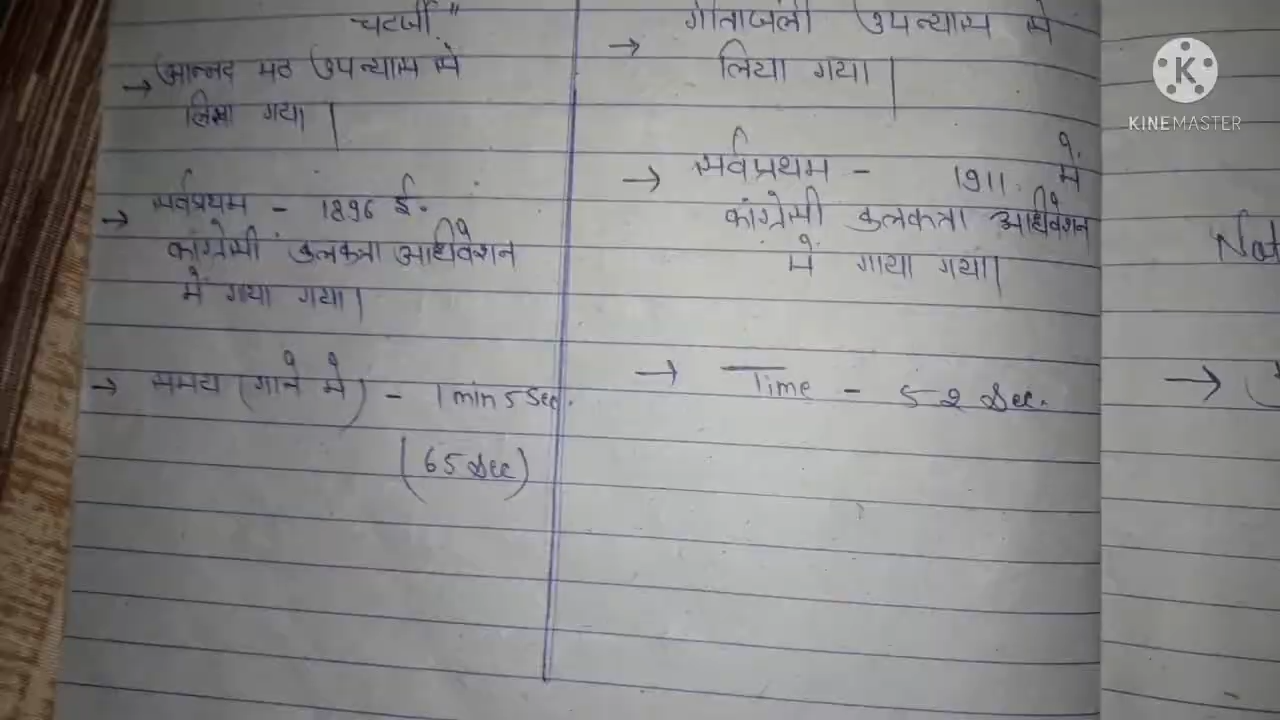 चटर्जी"
→ आनन्द मठ उपन्यास में
लिखा गया |
→ सर्वप्रथम - 1896 ई.
कांग्रेसी कलकत्ता अधिवेशन
में गाया गया |
→ समय (गाने में) - 1 min 5 Sec.
(65 Sec)
गीतांजली उपन्यास में
→ लिया गया |
→ सर्वप्रथम - 1911. में
कांग्रेसी कलकत्ता अधिवेशन
में गाया गया |
→ Time - 52 Sec.
→
KINEMASTER